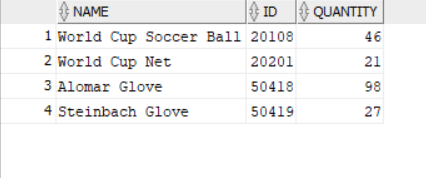 NAME ID QUANTITY
1 World Cup Soccer Ball 20108 46
2 World Cup Net 20201 21
3 Alomar Glove 50418 98
4 Steinbach Glove 50419 27